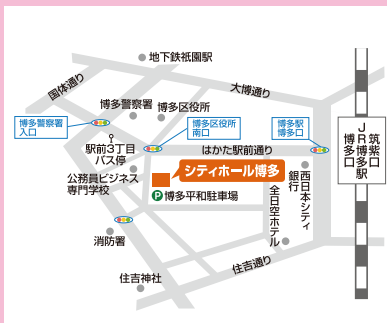 地下鉄祇園駅
国体通り
大博通り
博多警察署
博多区役所
博多警察署
入口
博多区役所
南口
博多駅
博多口
駅前3丁目
バス停
はかた駅前通り
筑紫口
JR博多駅
博多口
公務員ビジネス
専門学校
シティホール博多
P博多平和駐車場
西日本シティ
銀行
全日空ホテル
消防署
住吉通り
住吉神社